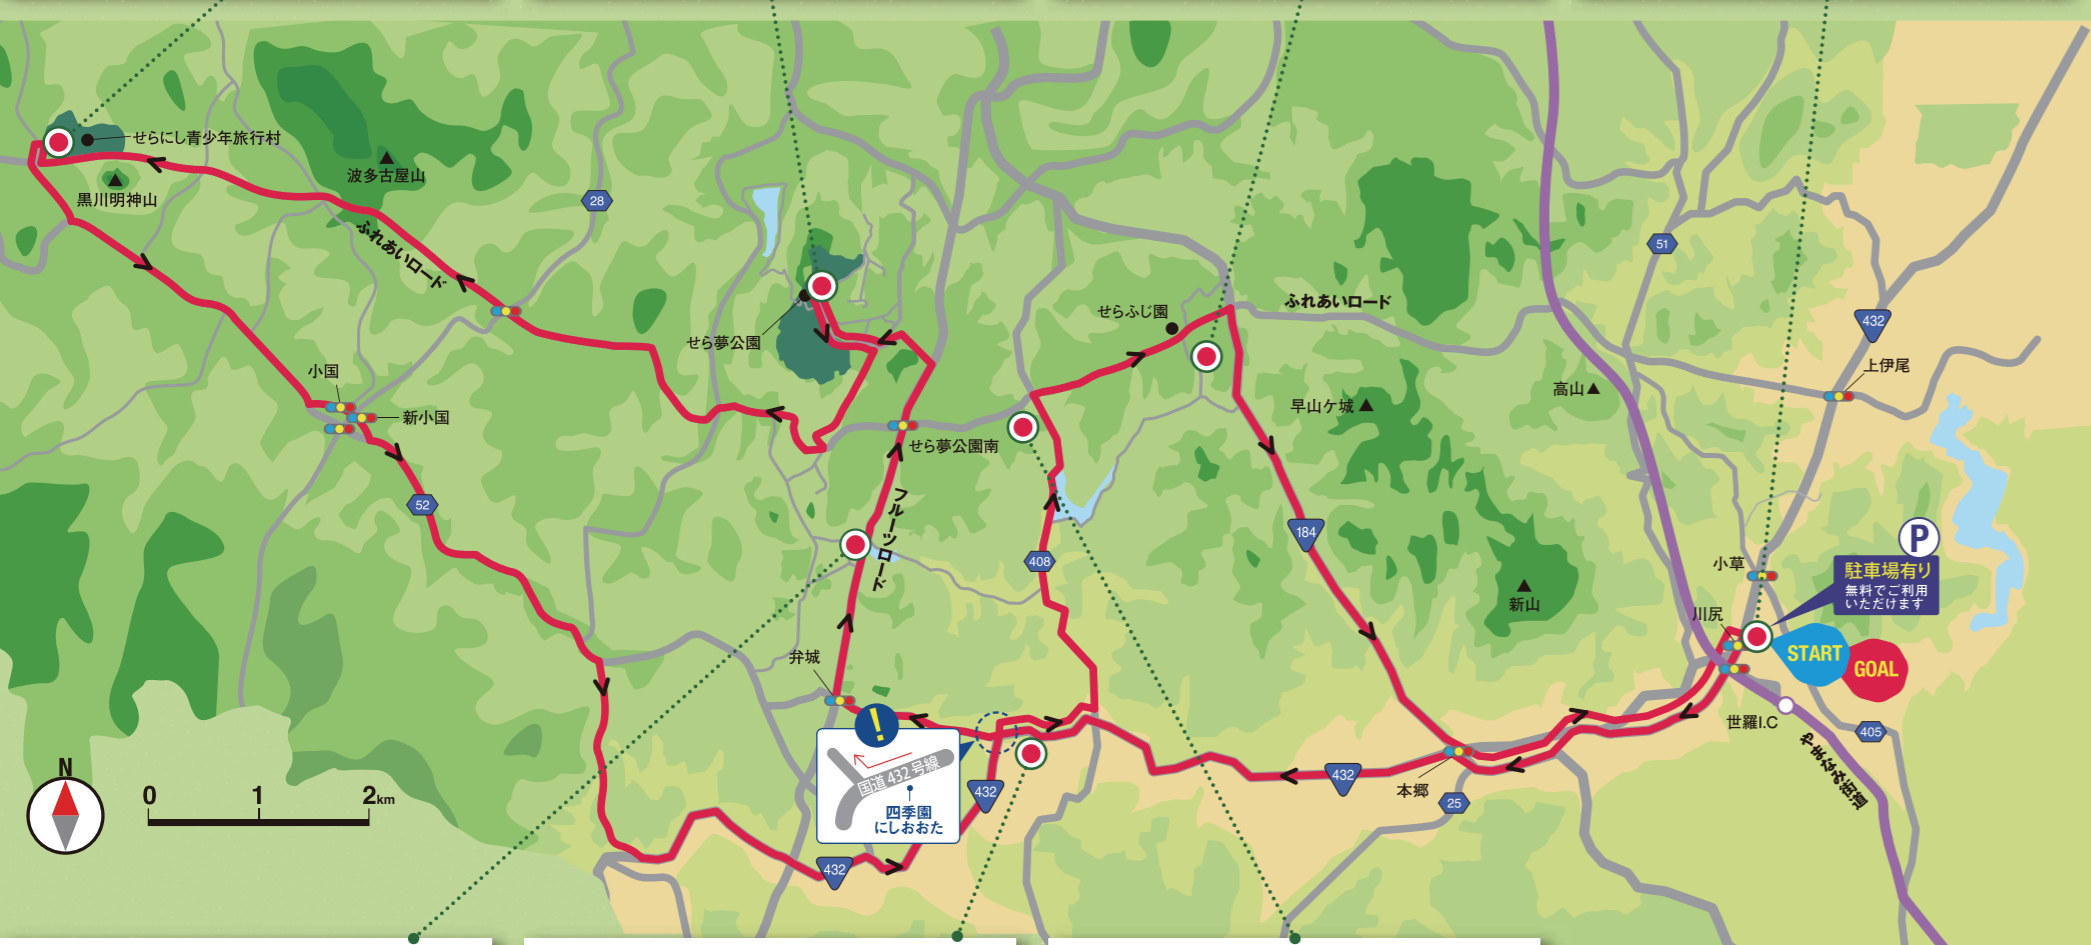 せらにし青少年旅行村
波多古屋山
黒川明神山
28
ふれあいロード
51
せらふじ園
ふれあいロード
432
せら夢公園
上伊尾
小国
高山
早山ケ城
新小国
せら夢公園南
52
フルーツロード
184
P
408
小草
駐車場有り
無料でご利用
いただけます
新山
川尻
START
GOAL
弁城
世羅I.C
405
やまなみ街道
!
国道432号線
四季園
にしおおた
432
432
本郷
25
N
0 1 2km
432